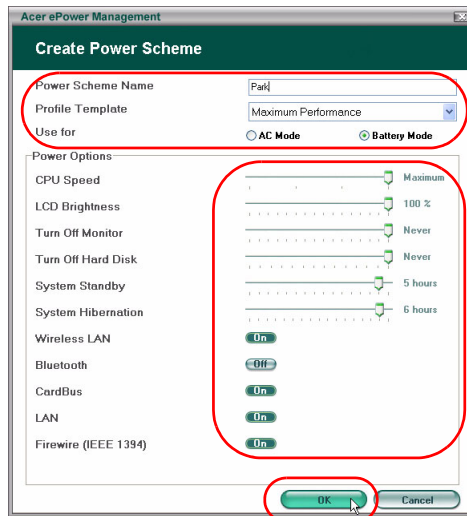 Acer ePower Management
Create Power Scheme
Power Scheme Name Park
Profile Template Maximum Performance
Use for AC Mode Battery Mode
Power Options
CPU Speed Maximum
LCD Brightness 100 %
Turn Off Monitor Never
Turn Off Hard Disk Never
System Standby 5 hours
System Hibernation 6 hours
Wireless LAN On
Bluetooth Off
CardBus On
LAN On
Firewire (IEEE 1394) On
OK Cancel